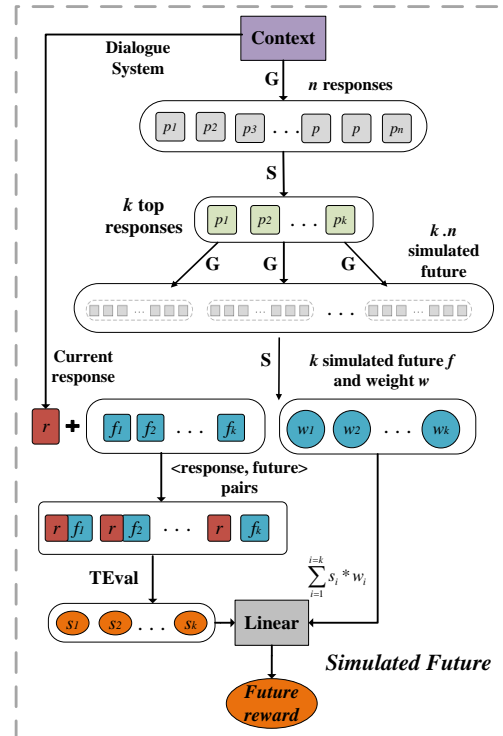 Context
Dialogue
System
G
n responses
p1 p2 p3 . . . p p pn
S
k top
responses
p1 p2 . . . pk
k .n
simulated
future
G G G
... ... . . . ...
S
k simulated future f
and weight w
Current
response
r + f1 f2 . . . fk
w1 w2 . . . wk
<response, future>
pairs
r f1 r f2 . . . r fk
TEval
∑ i=1 i=k si * wi
s1 s2 . . . sk
Linear
Simulated Future
Future
reward